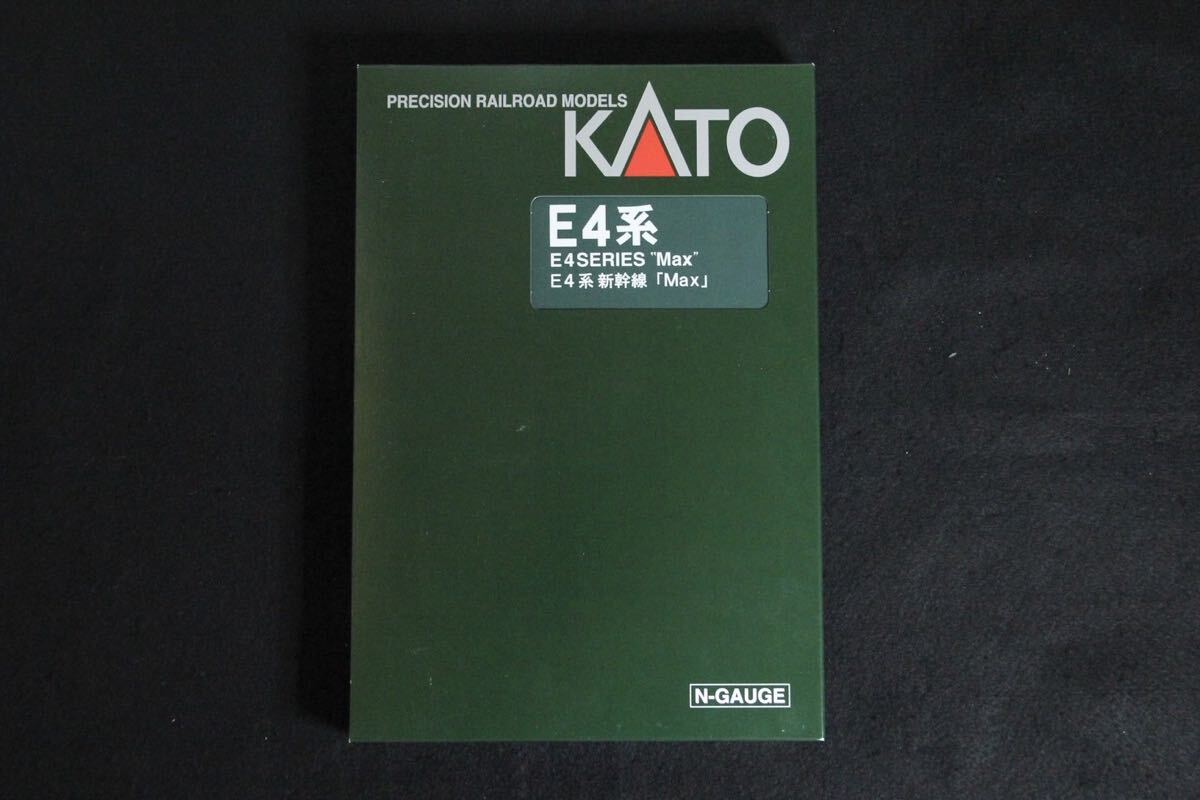 PRECISION RAILROAD MODELS
KATO
E4系
E4SERIES "Max"
E4系 新幹線「Max」
N-GAUGE